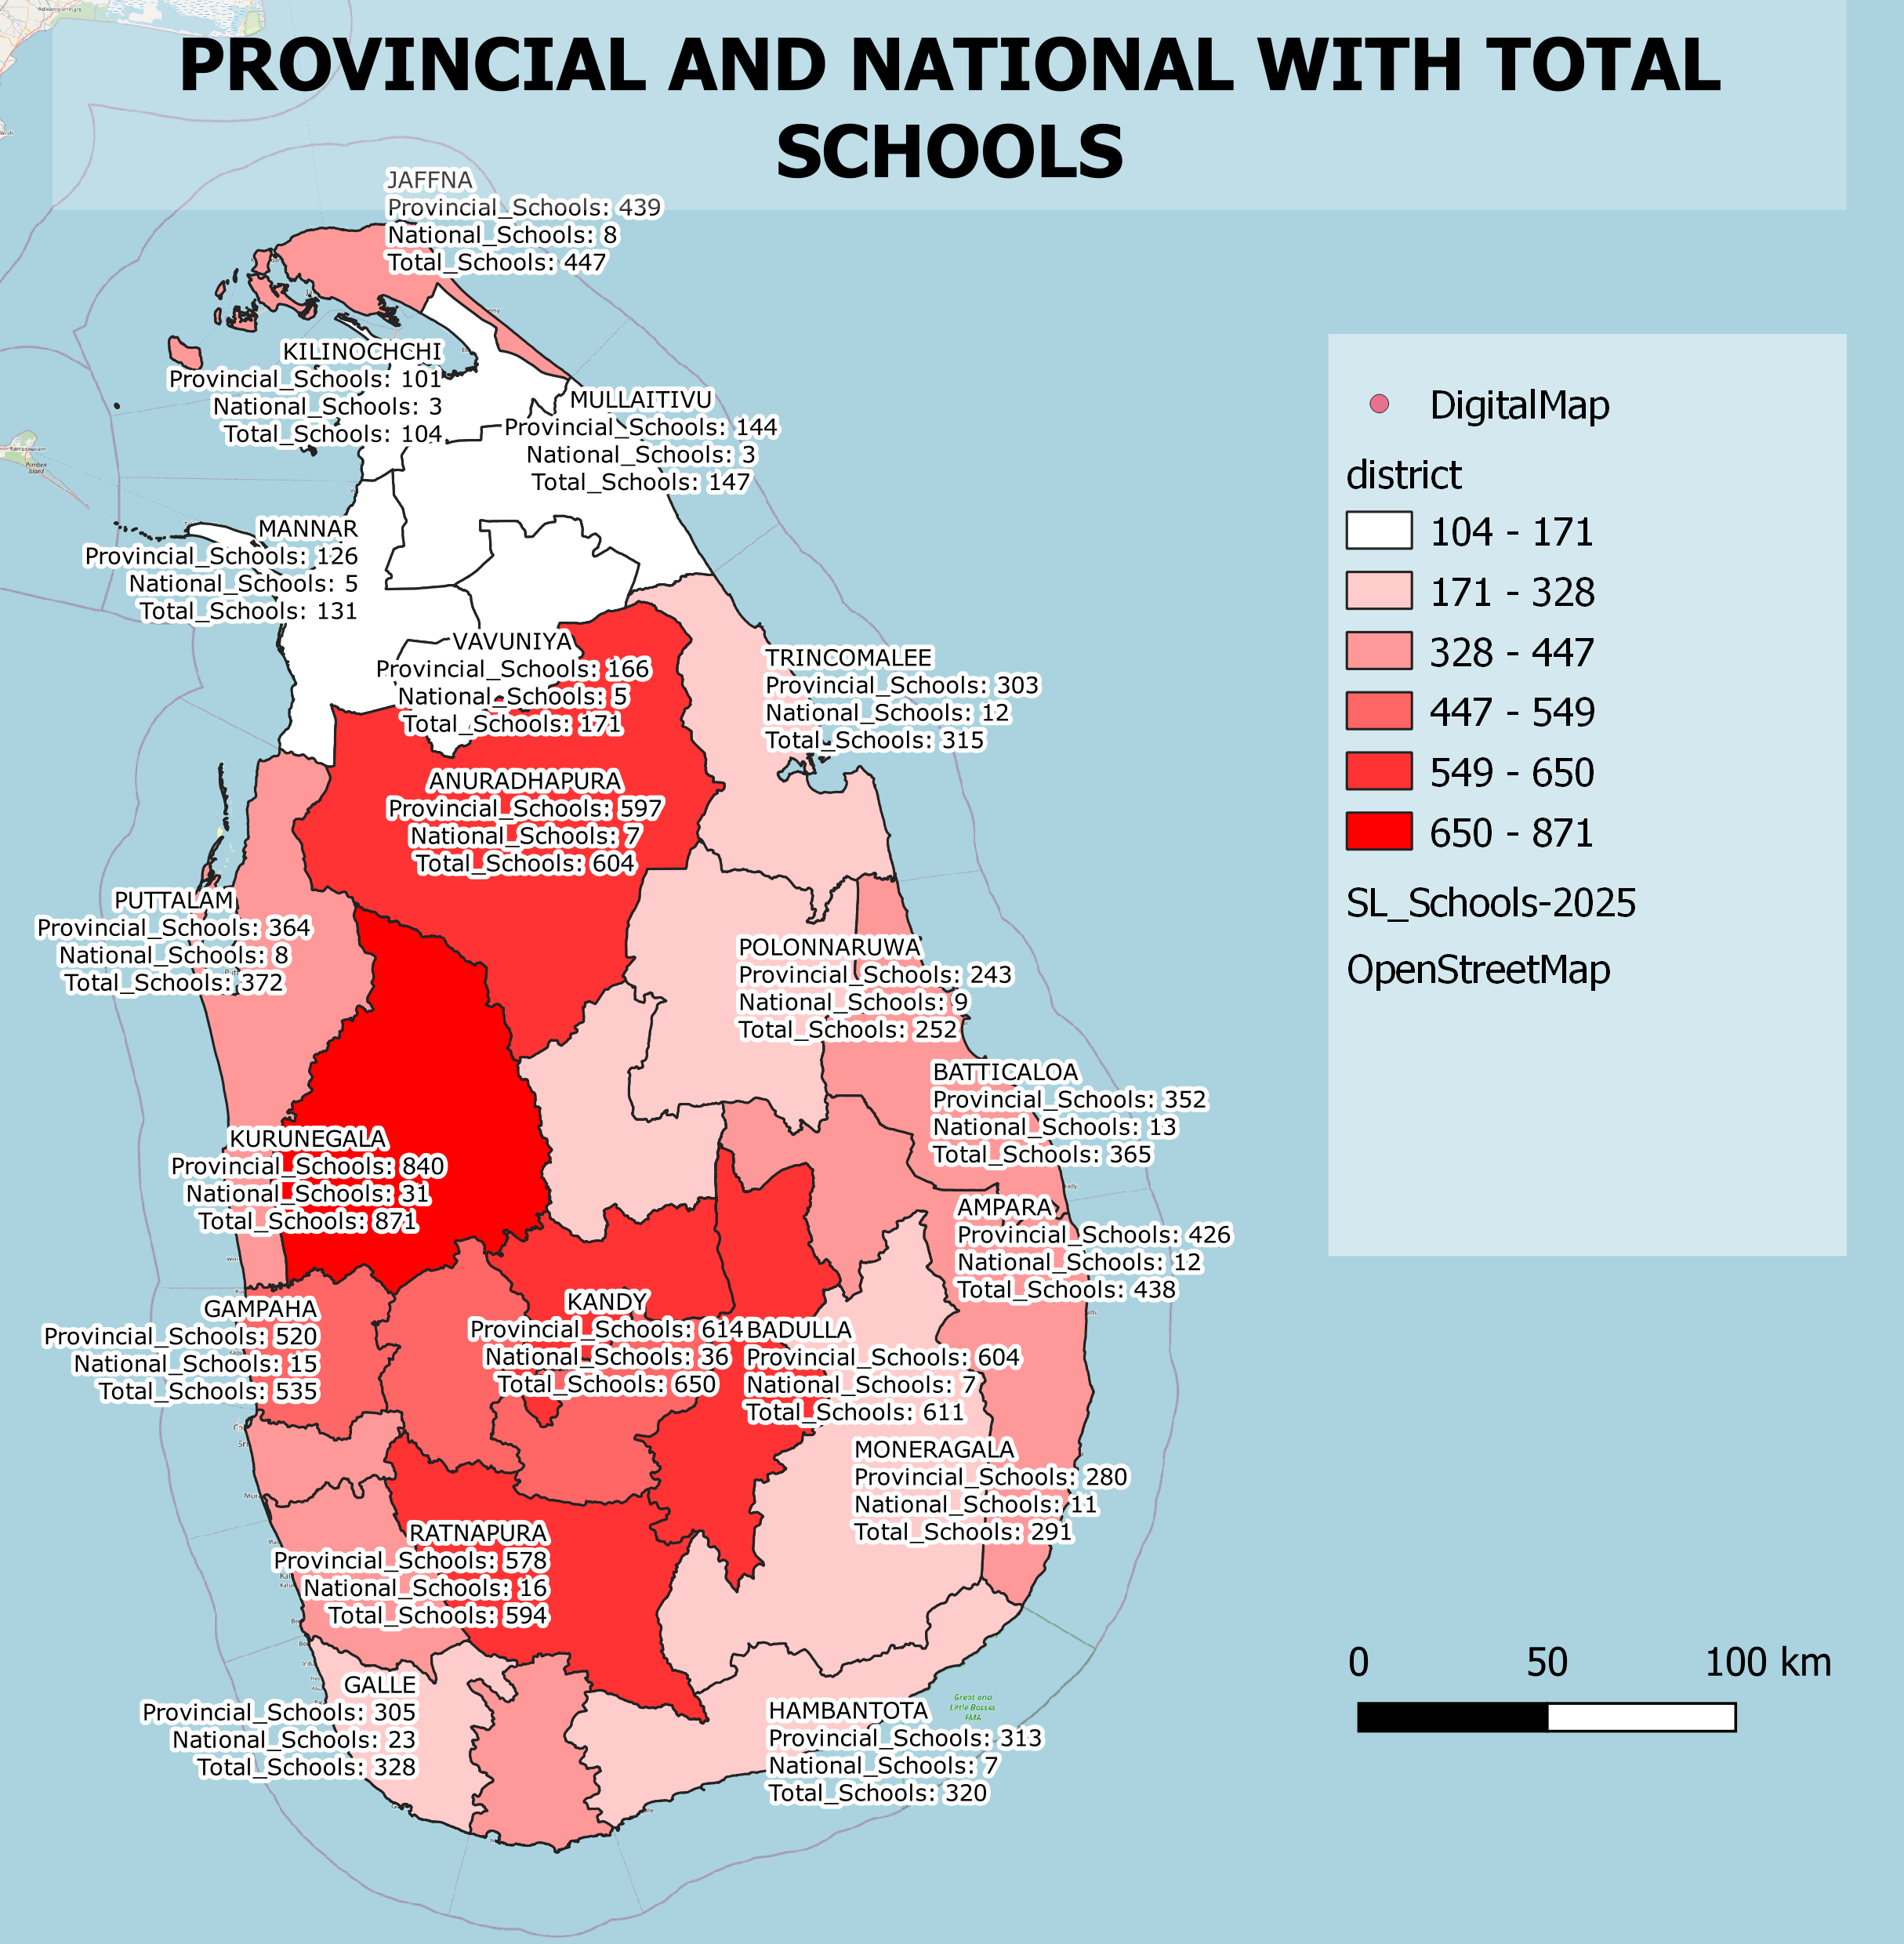 PROVINCIAL AND NATIONAL WITH TOTAL
SCHOOLS
JAFFNA
Provincial_Schools: 439
National_Schools: 8
Total_Schools: 447
KILINOCHCHI
Provincial_Schools: 101
National_Schools: 3
Total_Schools: 104
MULLAITIVU
Provincial_Schools: 144
National_Schools: 3
Total_Schools: 147
MANNAR
Provincial_Schools: 126
National_Schools: 5
Total_Schools: 131
VAVUNIYA
Provincial_Schools: 166
National_Schools: 5
Total_Schools: 171
TRINCOMALEE
Provincial_Schools: 303
National_Schools: 12
Total_Schools: 315
ANURADHAPURA
Provincial_Schools: 597
National_Schools: 7
Total_Schools: 604
PUTTALAM
Provincial_Schools: 364
National_Schools: 8
Total_Schools: 372
POLONNARUWA
Provincial_Schools: 243
National_Schools: 9
Total_Schools: 252
BATTICALOA
Provincial_Schools: 352
National_Schools: 13
Total_Schools: 365
KURUNEGALA
Provincial_Schools: 840
National_Schools: 31
Total_Schools: 871
AMPARA
Provincial_Schools: 426
National_Schools: 12
Total_Schools: 438
GAMPAHA
Provincial_Schools: 520
National_Schools: 15
Total_Schools: 535
KANDY
Provincial_Schools: 614
National_Schools: 36
Total_Schools: 650
BADULLA
Provincial_Schools: 604
National_Schools: 7
Total_Schools: 611
MONERAGALA
Provincial_Schools: 280
National_Schools: 11
Total_Schools: 291
RATNAPURA
Provincial_Schools: 578
National_Schools: 16
Total_Schools: 594
GALLE
Provincial_Schools: 305
National_Schools: 23
Total_Schools: 328
HAMBANTOTA
Provincial_Schools: 313
National_Schools: 7
Total_Schools: 320
Great and
Little Basses
FMA
DigitalMap
district
104 - 171
171 - 328
328 - 447
447 - 549
549 - 650
650 - 871
SL_Schools-2025
OpenStreetMap
0 50 100 km